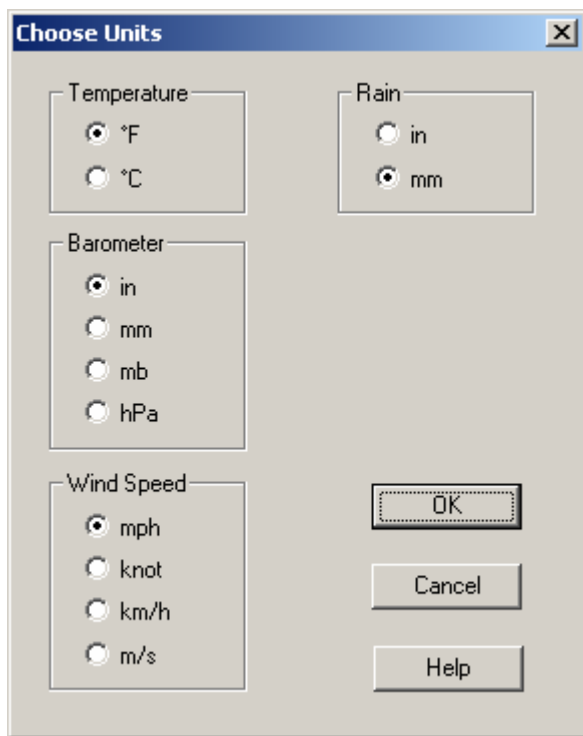 Choose Units
Temperature
°F
°C
Rain
in
mm
Barometer
in
mm
mb
hPa
Wind Speed
mph
knot
km/h
m/s
OK
Cancel
Help